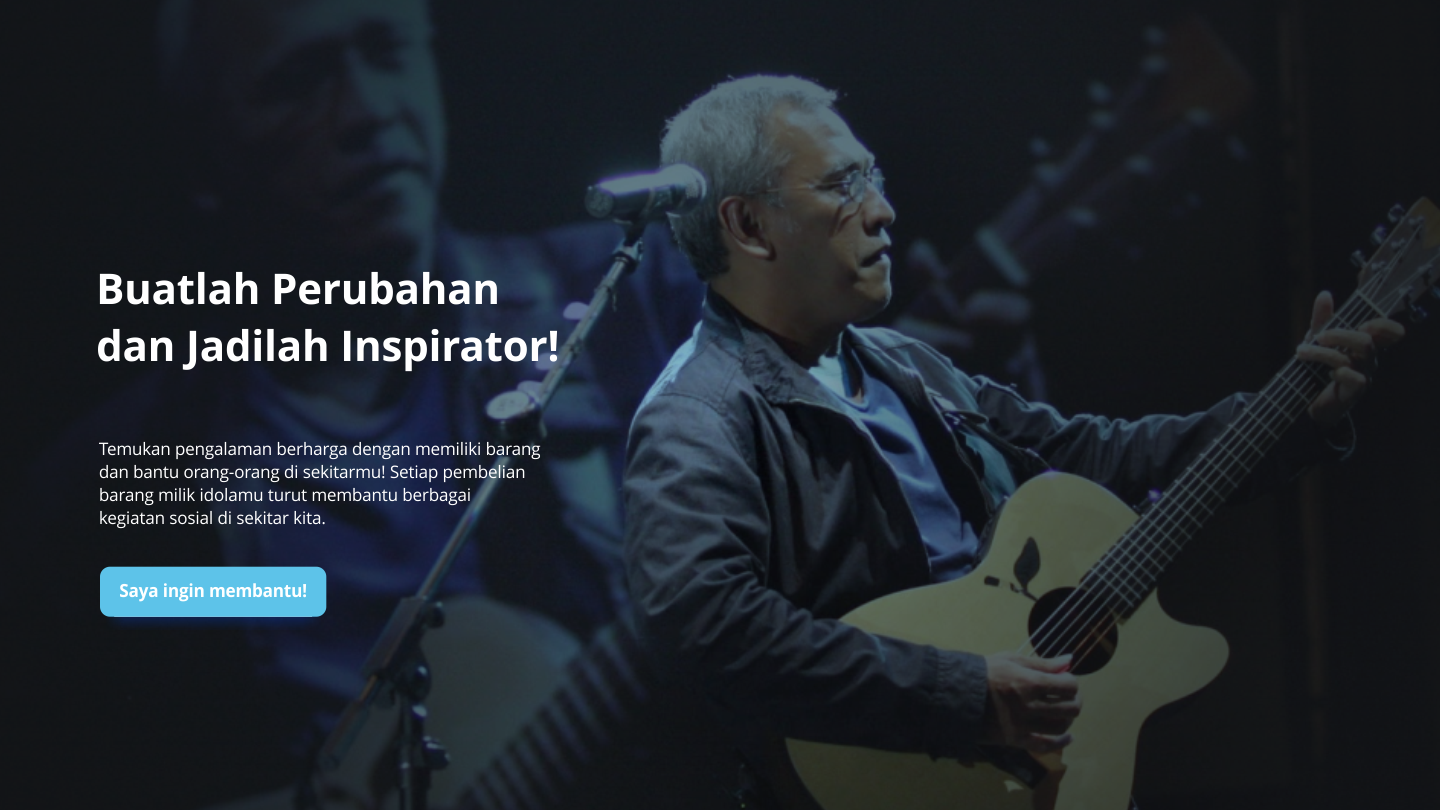 Buatlah Perubahan
dan Jadilah Inspirator!
Temukan pengalaman berharga dengan memiliki barang
dan bantu orang-orang di sekitarmu! Setiap pembelian
barang milik idolamu turut membantu berbagai
kegiatan sosial di sekitar kita.
Saya ingin membantu!